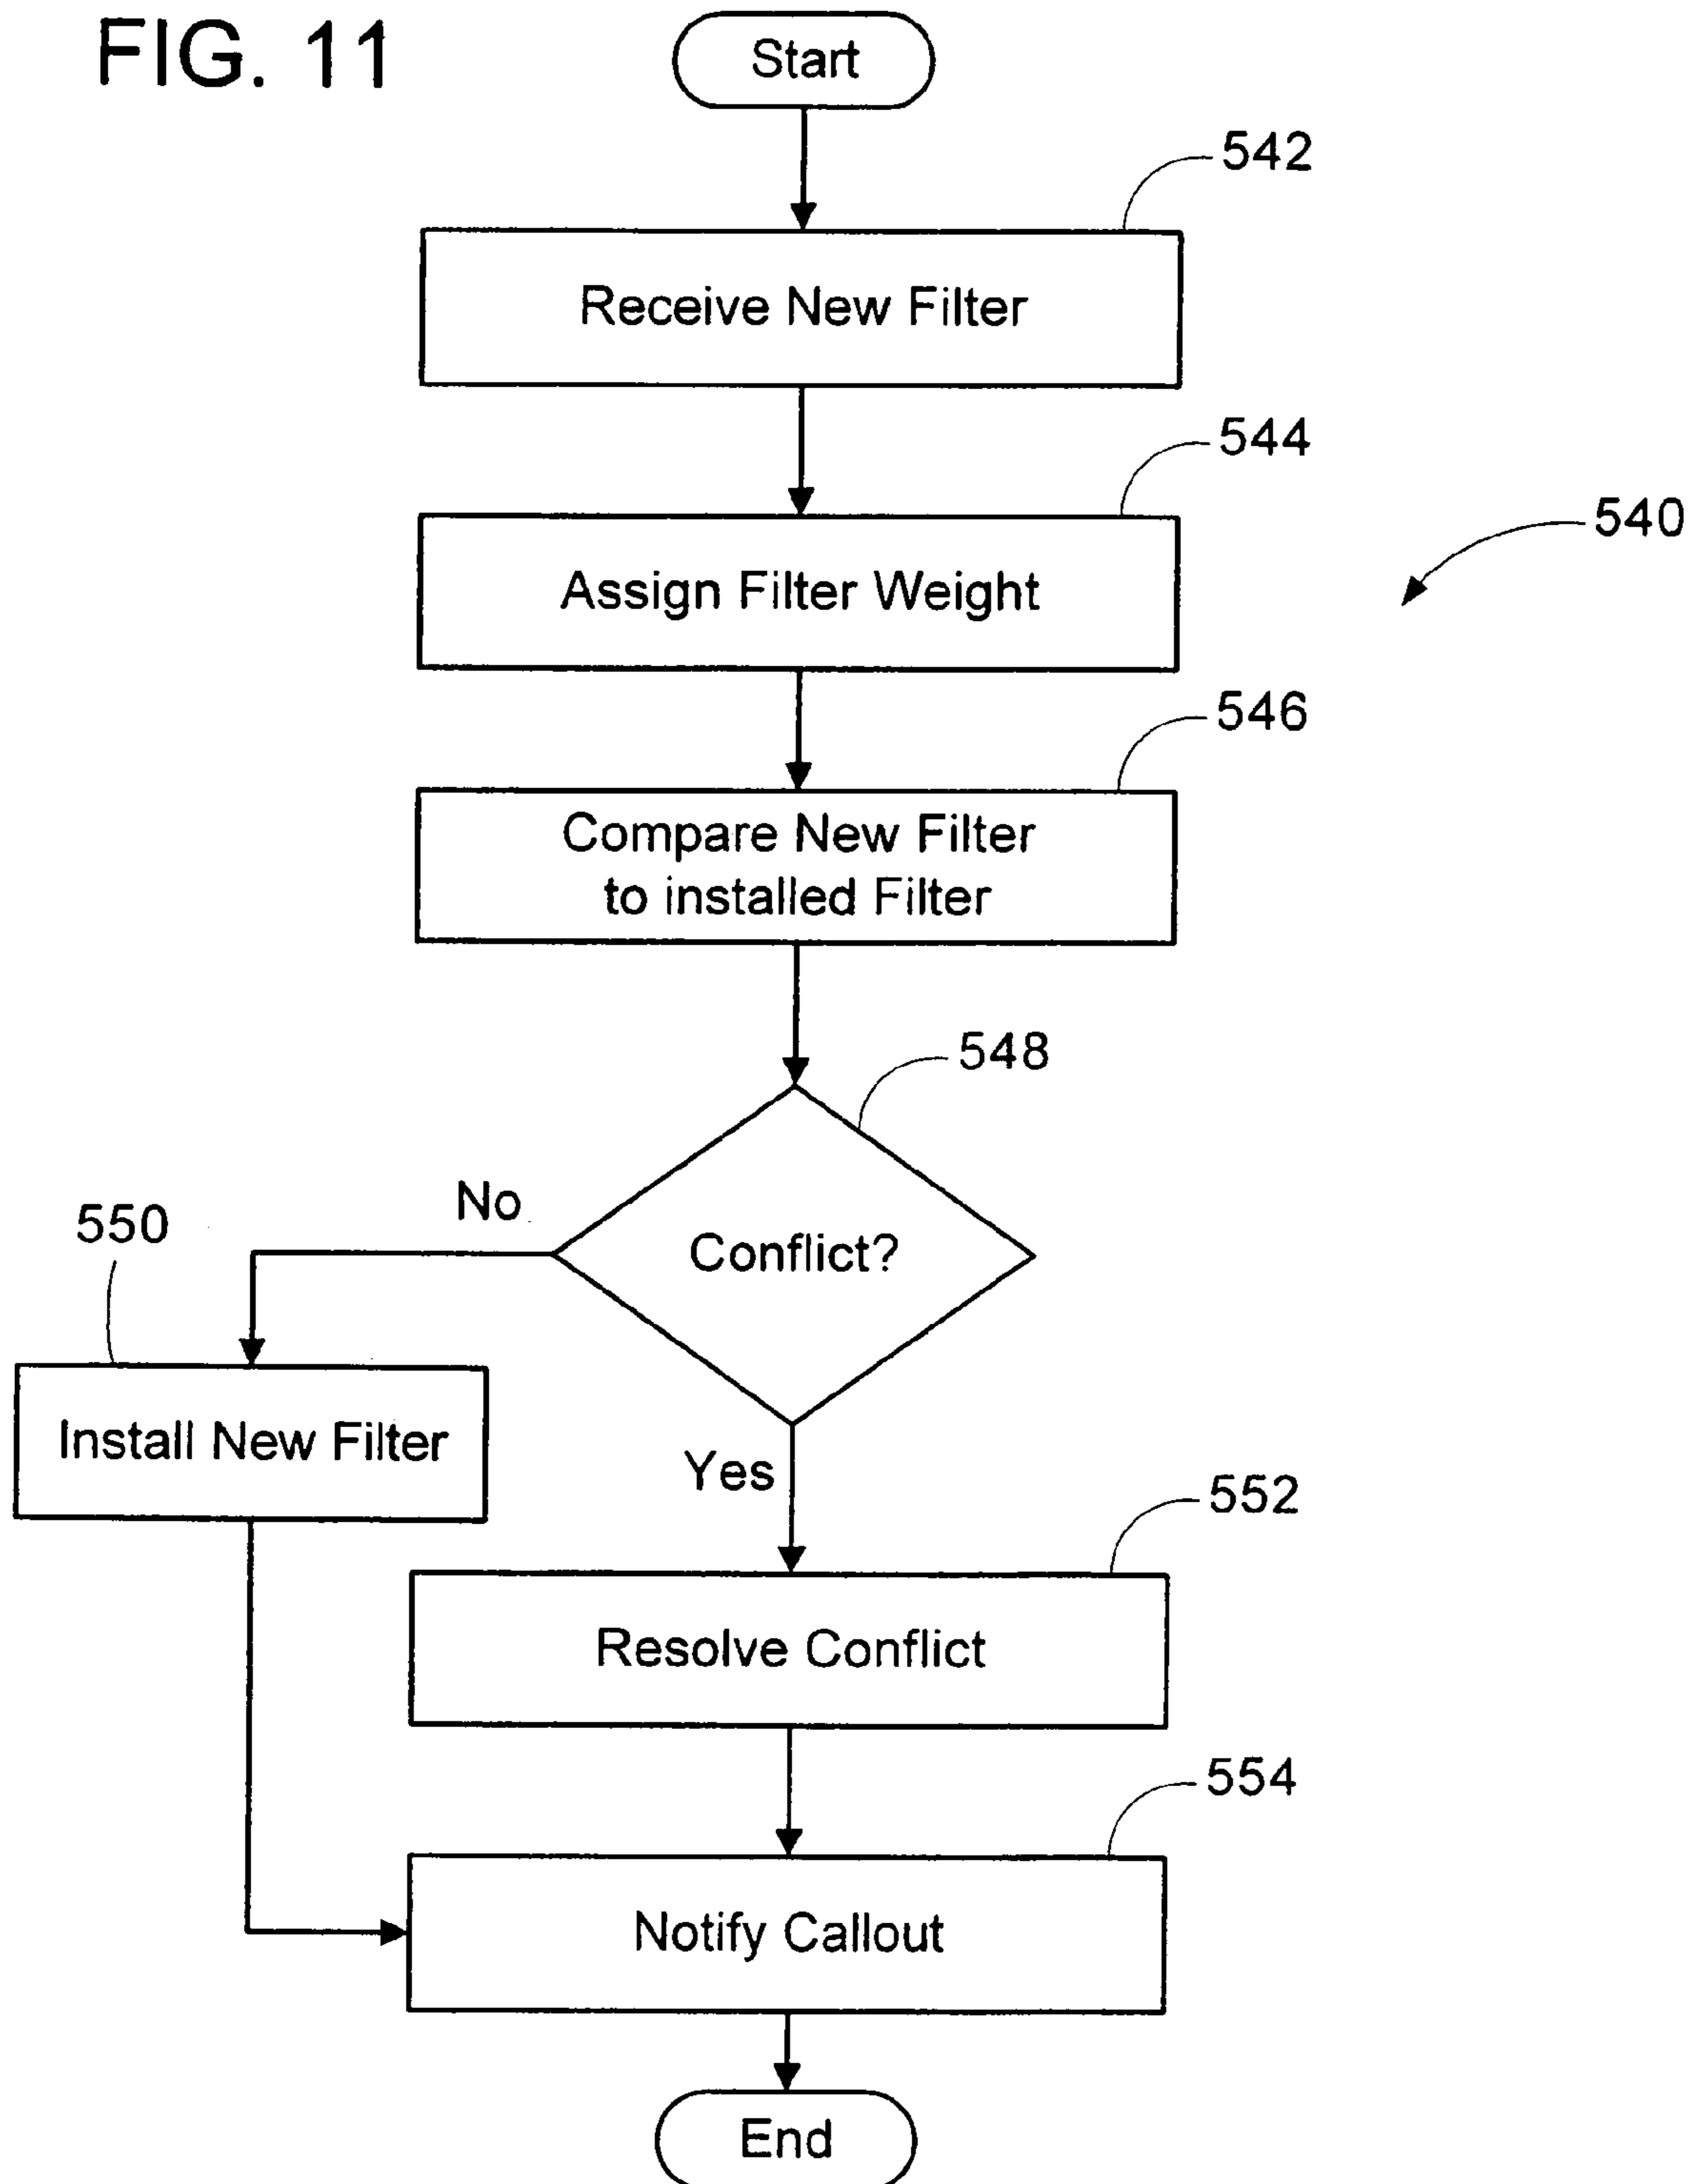 FIG. 11
Start
542
Receive New Filter
544
Assign Filter Weight
540
546
Compare New Filter
to installed Filter
548
Conflict?
No
550
Install New Filter
Yes
552
Resolve Conflict
554
Notify Callout
End